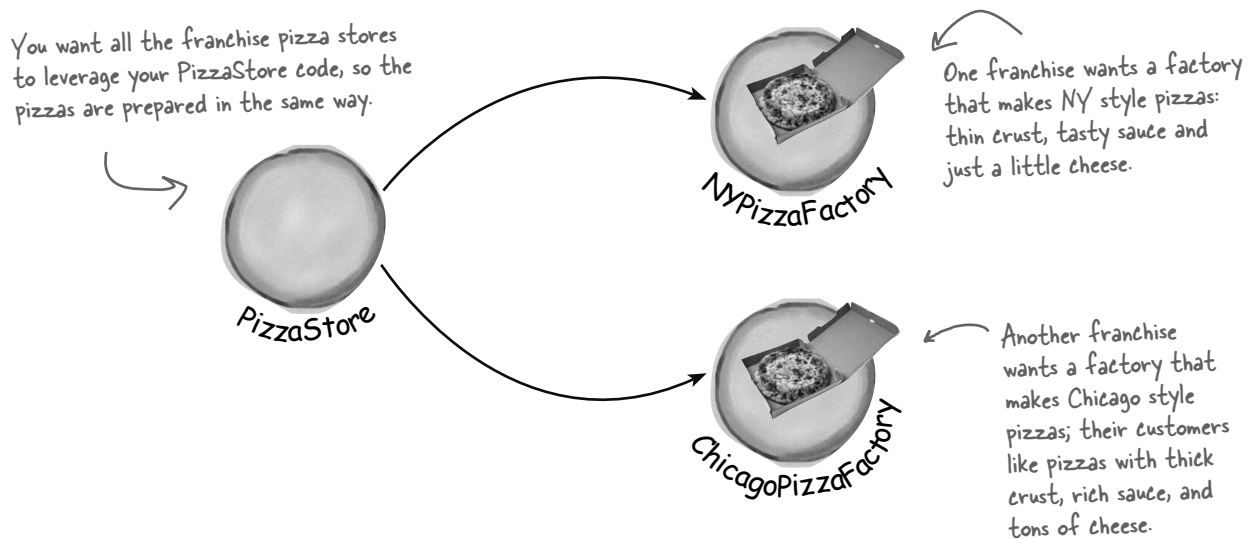 You want all the franchise pizza stores
to leverage your PizzaStore code, so the
pizzas are prepared in the same way.
PizzaStore
NYPizzaFactory
One franchise wants a factory
that makes NY style pizzas:
thin crust, tasty sauce and
just a little cheese.
ChicagoPizzaFactory
Another franchise
wants a factory that
makes Chicago style
pizzas; their customers
like pizzas with thick
crust, rich sauce, and
tons of cheese.